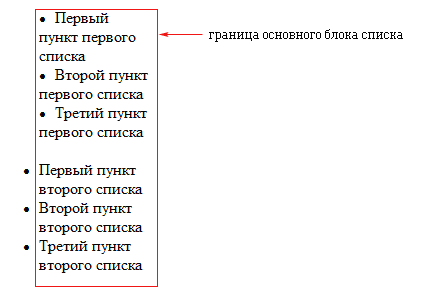 • Первый
пункт первого
списка
• Второй пункт
первого списка
• Третий пункт
первого списка
• Первый пункт
второго списка
• Второй пункт
второго списка
• Третий пункт
второго списка
граница основного блока списка